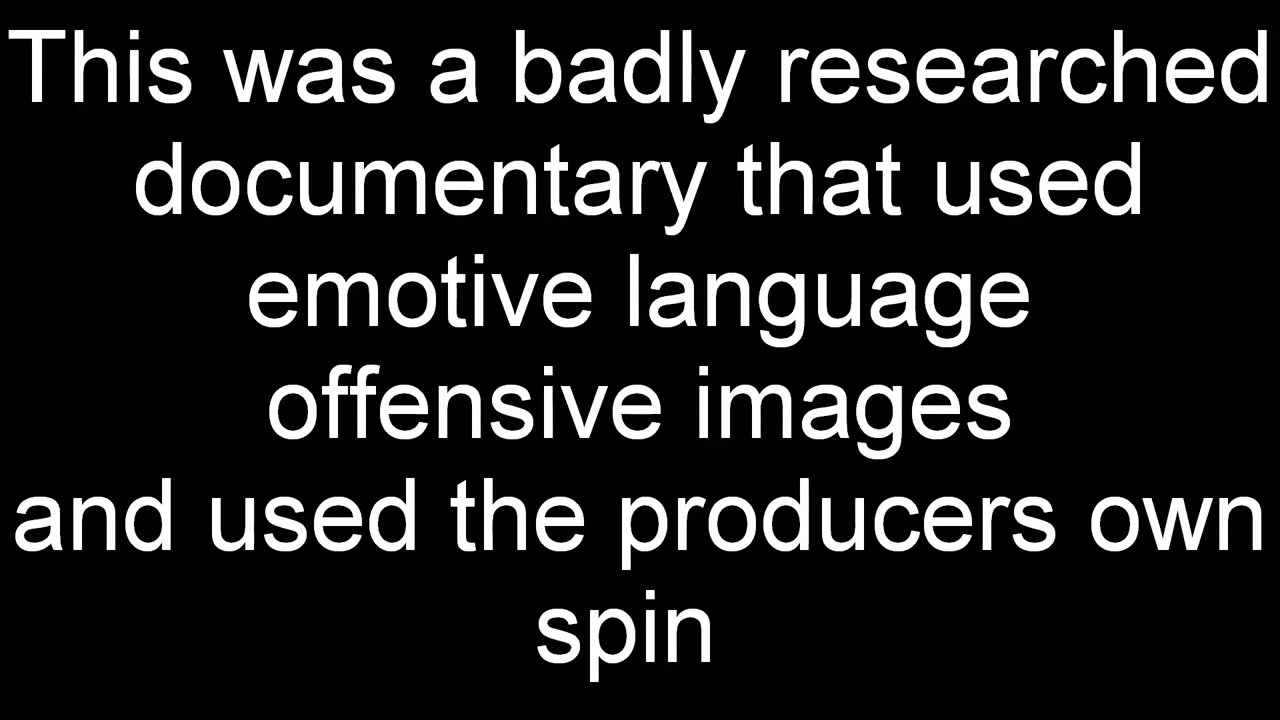 This was a badly researched
documentary that used
emotive language
offensive images
and used the producers own
spin